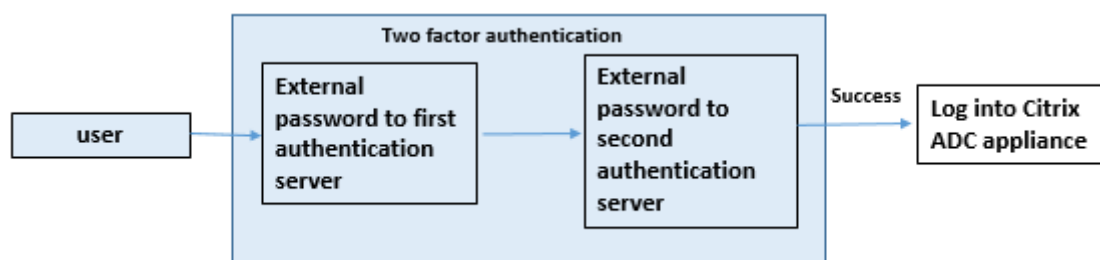 Two factor authentication
user
External
password to first
authentication
server
External
password to
second
authentication
server
Success
Log into Citrix
ADC appliance